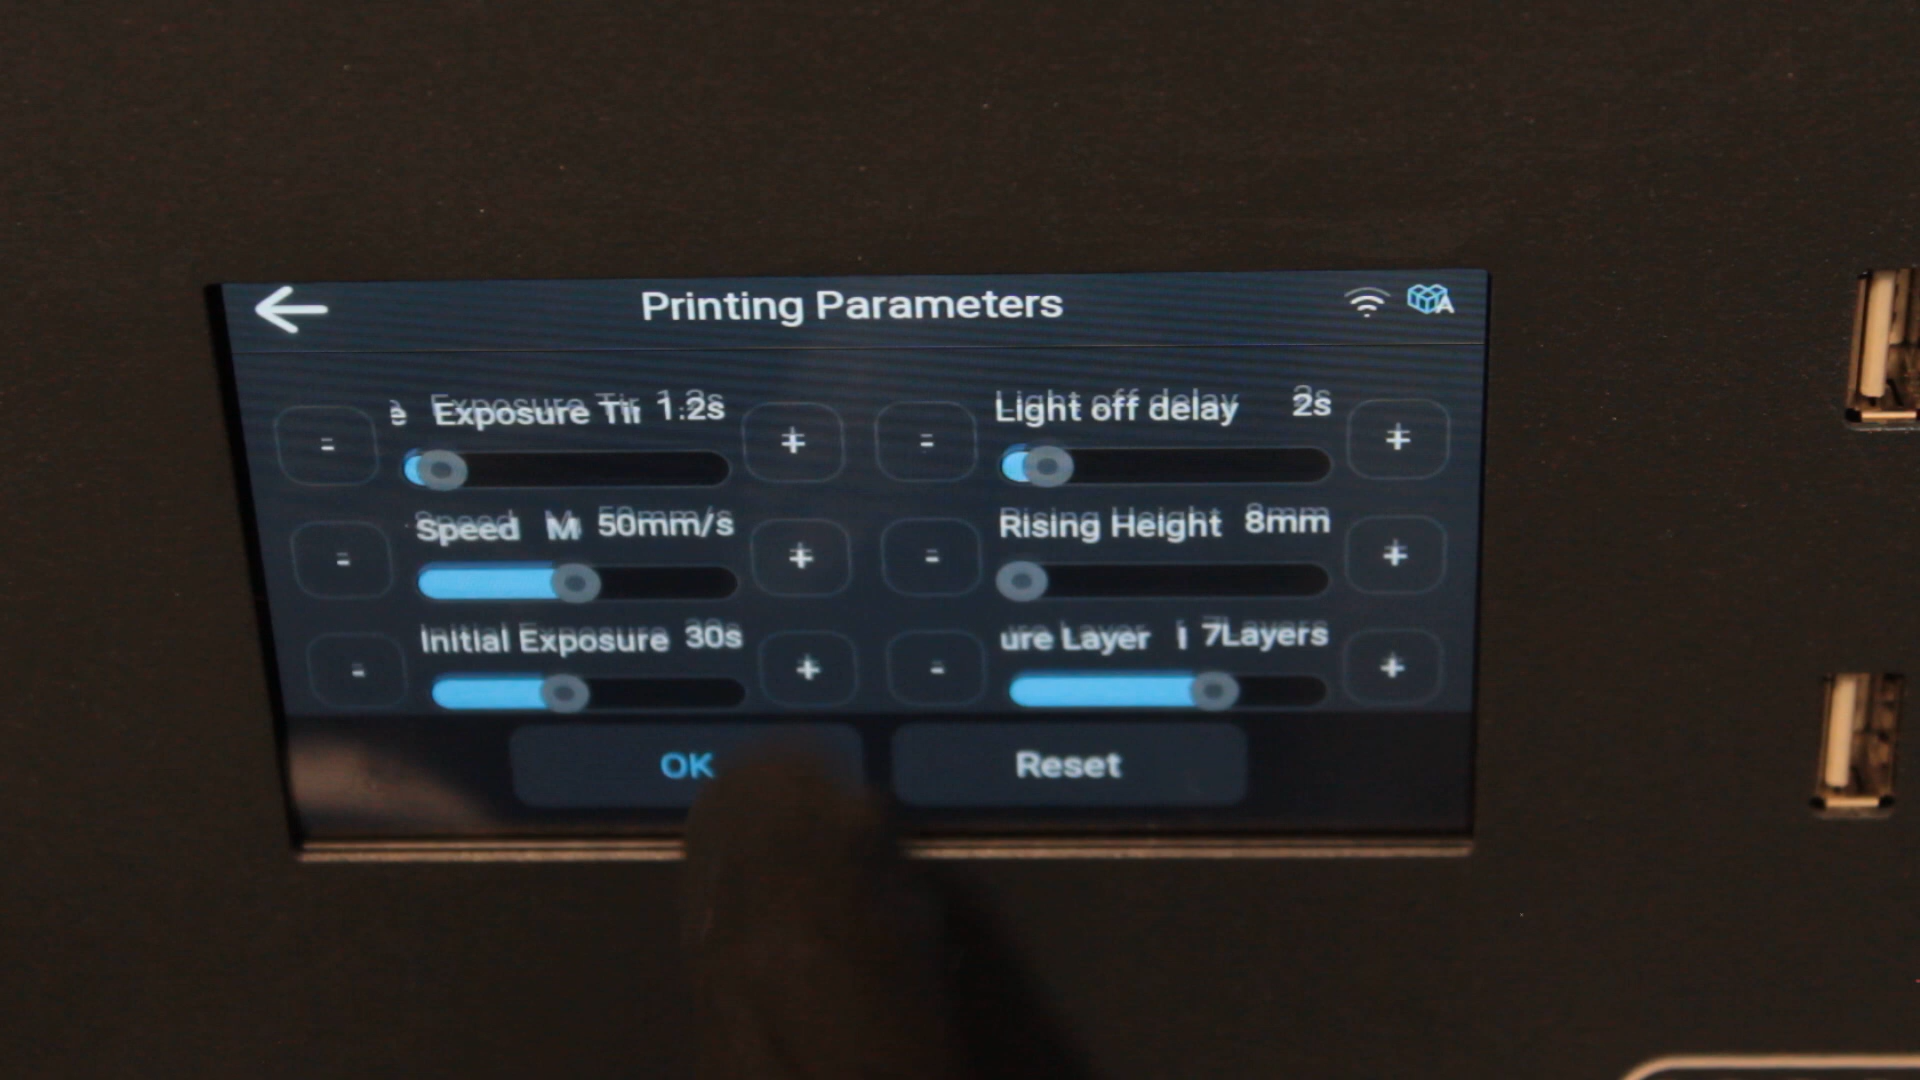 Printing Parameters
A
- Exposure Tir 1.2s +
- Light off delay 2s +
- Speed M 50mm/s +
- Rising Height 8mm +
- Initial Exposure 30s +
- ure Layer I 7Layers +
OK
Reset